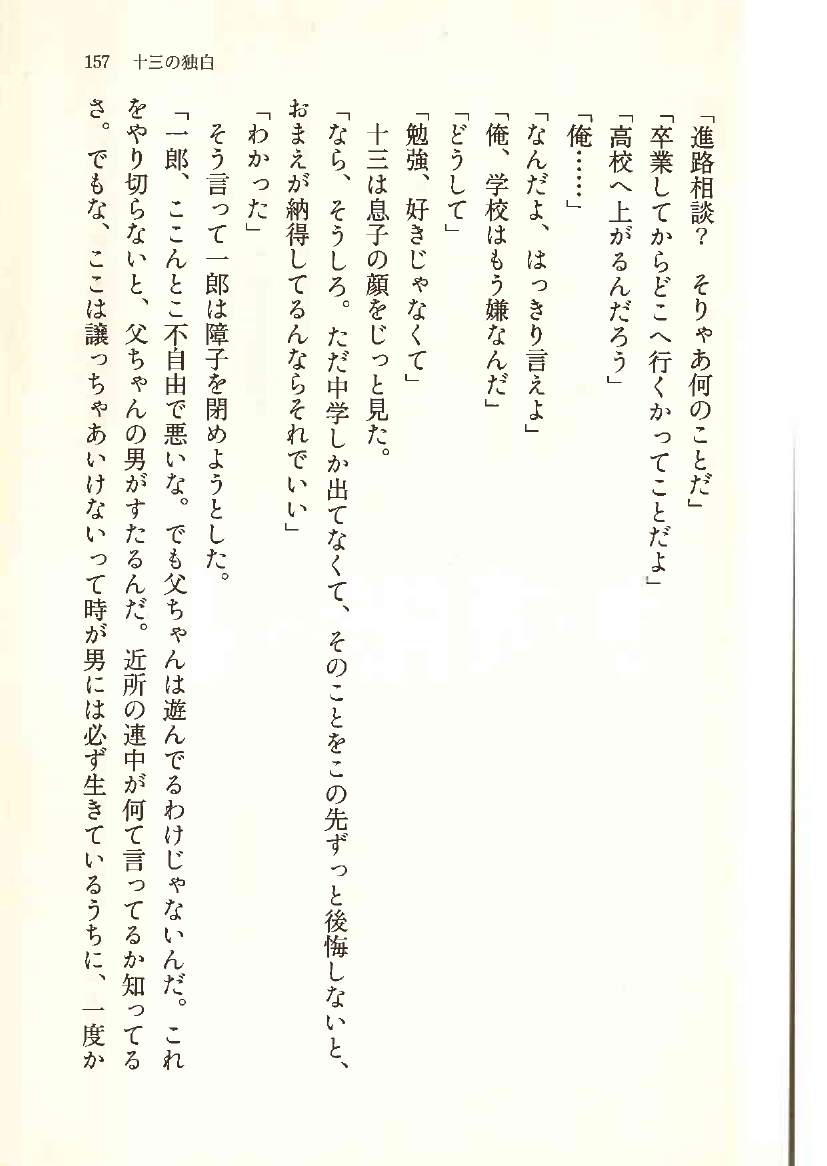 157 十三の独白
「進路相談？　そりゃあ何のことだ」
「卒業してからどこへ行くかってことだよ」
「高校へ上がるんだろう」
「俺……」
「なんだよ、はっきり言えよ」
「俺、学校はもう嫌なんだ」
「どうして」
「勉強、好きじゃなくて」
十三は息子の顔をじっと見た。
「なら、そうしろ。ただ中学しか出てなくて、そのことをこの先ずっと後悔しないと、
おまえが納得してるんならそれでいい」
「わかった」
そう言って一郎は障子を閉めようとした。
「一郎、ここんとこ不自由で悪いな。でも父ちゃんは遊んでるわけじゃないんだ。これ
をやり切らないと、父ちゃんの男がすたるんだ。近所の連中が何て言ってるか知ってる
さ。でもな、ここは譲っちゃあいけないって時が男には必ず生きているうちに、一度か